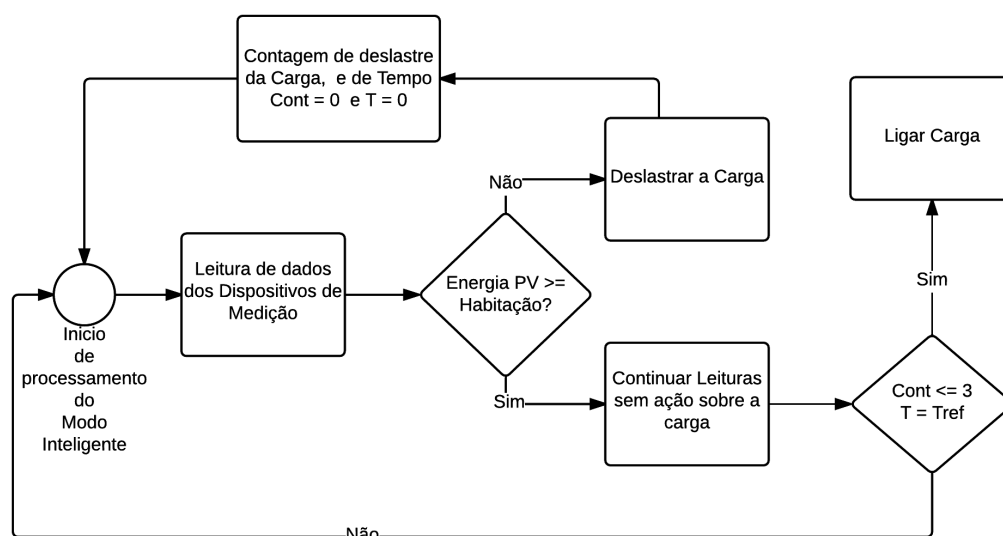 Contagem de deslastre
da Carga, e de Tempo
Cont = 0 e T = 0
Ligar Carga
Não
Deslastrar a Carga
Leitura de dados
dos Dispositivos de
Medição
Energia PV >=
Habitação?
Sim
Inicio
de
processamento
do
Modo
Inteligente
Sim
Continuar Leituras
sem ação sobre a
carga
Cont <= 3
T = Tref
Não